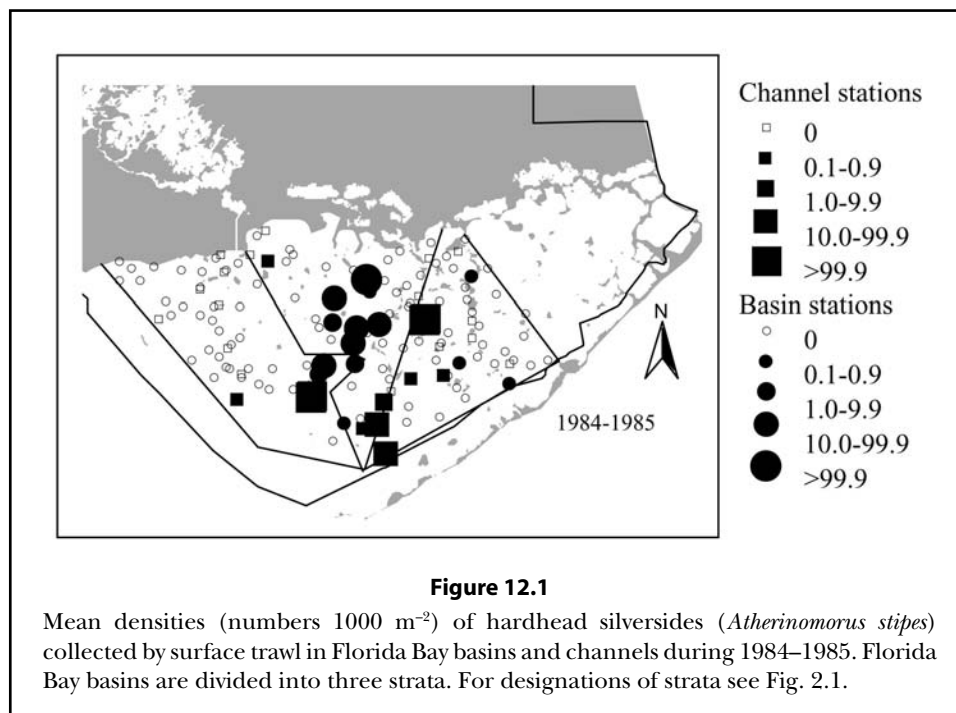 Channel stations
0
0.1-0.9
1.0-9.9
10.0-99.9
>99.9
Basin stations
0
0.1-0.9
1.0-9.9
10.0-99.9
>99.9
N
1984-1985
Figure 12.1
Mean densities (numbers 1000 m⁻²) of hardhead silversides (Atherinomorus stipes)
collected by surface trawl in Florida Bay basins and channels during 1984–1985. Florida
Bay basins are divided into three strata. For designations of strata see Fig. 2.1.